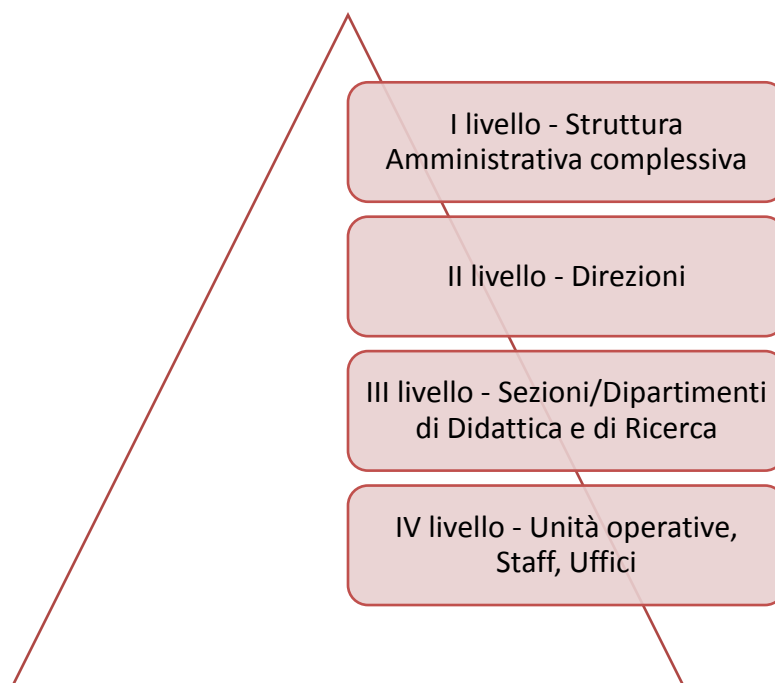 I livello - Struttura
Amministrativa complessiva
II livello - Direzioni
III livello - Sezioni/Dipartimenti
di Didattica e di Ricerca
IV livello - Unità operative,
Staff, Uffici